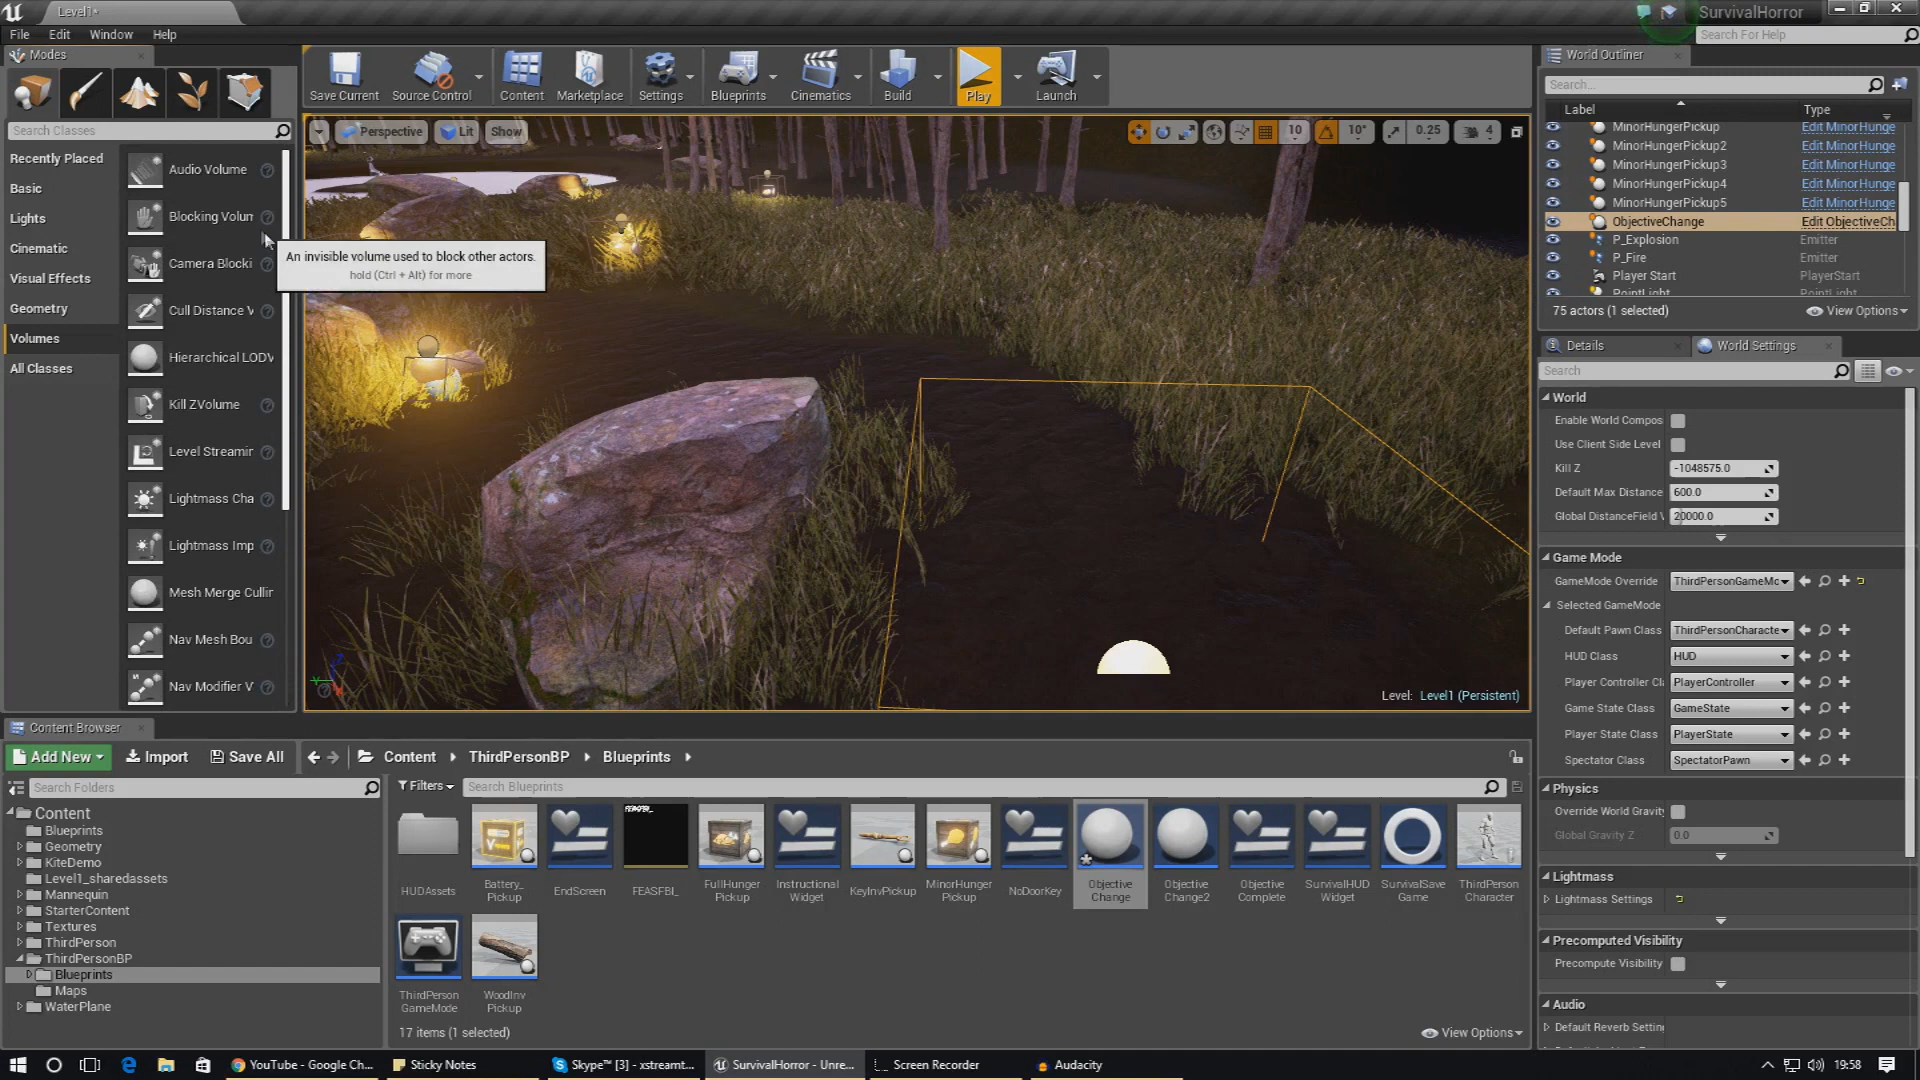 Level1*
SurvivalHorror
File Edit Window Help
Search For Help
Modes
Search Classes
Recently Placed
Basic
Lights
Cinematic
Visual Effects
Geometry
Volumes
All Classes
Audio Volume
Blocking Volum
Camera Blocki
Cull Distance V
Hierarchical LODV
Kill ZVolume
Level Streamin
Lightmass Cha
Lightmass Imp
Mesh Merge Cullin
Nav Mesh Bou
Nav Modifier V
An invisible volume used to block other actors.
hold (Ctrl + Alt) for more
Save Current Source Control Content Marketplace Settings Blueprints Cinematics Build Play Launch
Perspective Lit Show
10 10° 0.25 4
Level: Level1 (Persistent)
World Outliner
Search...
Label Type
MinorHungerPickup Edit MinorHunge
MinorHungerPickup2 Edit MinorHunge
MinorHungerPickup3 Edit MinorHunge
MinorHungerPickup4 Edit MinorHunge
MinorHungerPickup5 Edit MinorHunge
ObjectiveChange Edit ObjectiveCh
P_Explosion Emitter
P_Fire Emitter
Player Start PlayerStart
PointLight PointLight
75 actors (1 selected) View Options
Details World Settings
Search
World
Enable World Compos
Use Client Side Level
Kill Z -1048575.0
Default Max Distance 600.0
Global DistanceField V 20000.0
Game Mode
GameMode Override ThirdPersonGameMo
Selected GameMode
Default Pawn Class ThirdPersonCharacte
HUD Class HUD
Player Controller Cla PlayerController
Game State Class GameState
Player State Class PlayerState
Spectator Class SpectatorPawn
Physics
Override World Gravity
Global Gravity Z 0.0
Lightmass
Lightmass Settings
Precomputed Visibility
Precompute Visibility
Audio
Default Reverb Settin
Content Browser
Add New Import Save All Content ThirdPersonBP Blueprints
Search Folders
Filters Search Blueprints
Content
Blueprints
Geometry
KiteDemo
Level1_sharedassets
Mannequin
StarterContent
Textures
ThirdPerson
ThirdPersonBP
Blueprints
Maps
WaterPlane
HUDAssets
Battery_
Pickup
EndScreen
FEASFBI_
FullHunger
Pickup
Instructional
Widget
KeyInvPickup
MinorHunger
Pickup
NoDoorKey
Objective
Change
Objective
Change2
Objective
Complete
SurvivalHUD
Widget
SurvivalSave
Game
ThirdPerson
Character
ThirdPerson
GameMode
WoodInv
Pickup
17 items (1 selected) View Options
YouTube - Google Ch...
Sticky Notes
Skype™ [3] - xstreamt...
SurvivalHorror - Unre...
Screen Recorder
Audacity
19:58